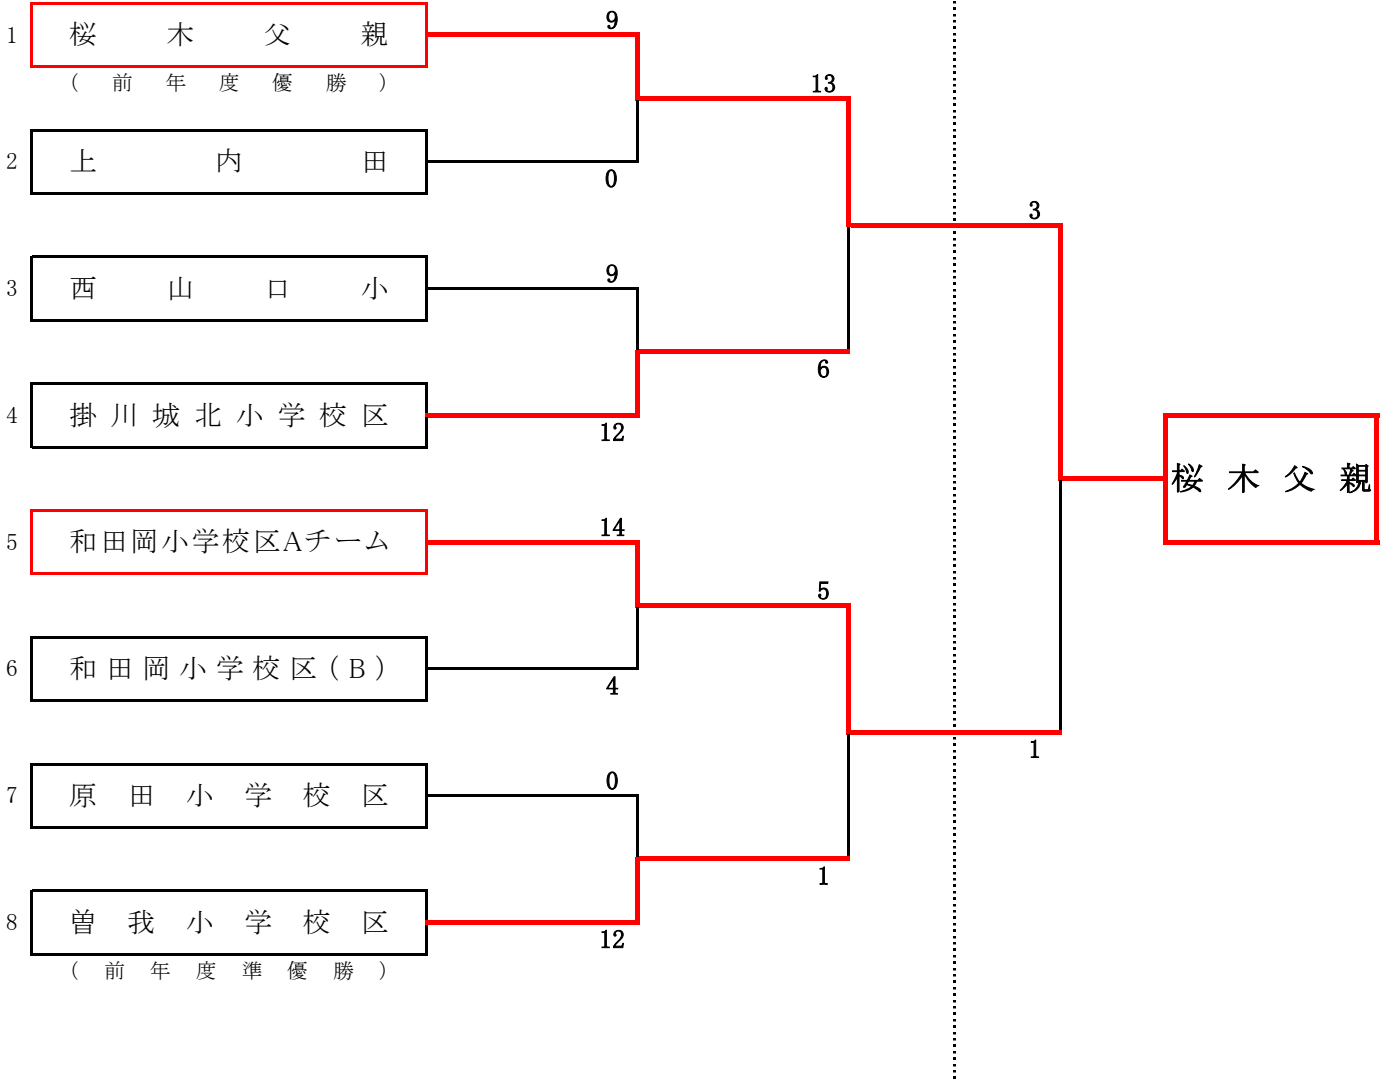 1 桜木父親
(前年度優勝)
9
13
2 上内田
0
3
3 西山口小
9
6
4 掛川城北小学校区
12
桜木父親
5 和田岡小学校区Aチーム
14
5
6 和田岡小学校区(B)
4
1
7 原田小学校区
0
1
8 曽我小学校区
(前年度準優勝)
12